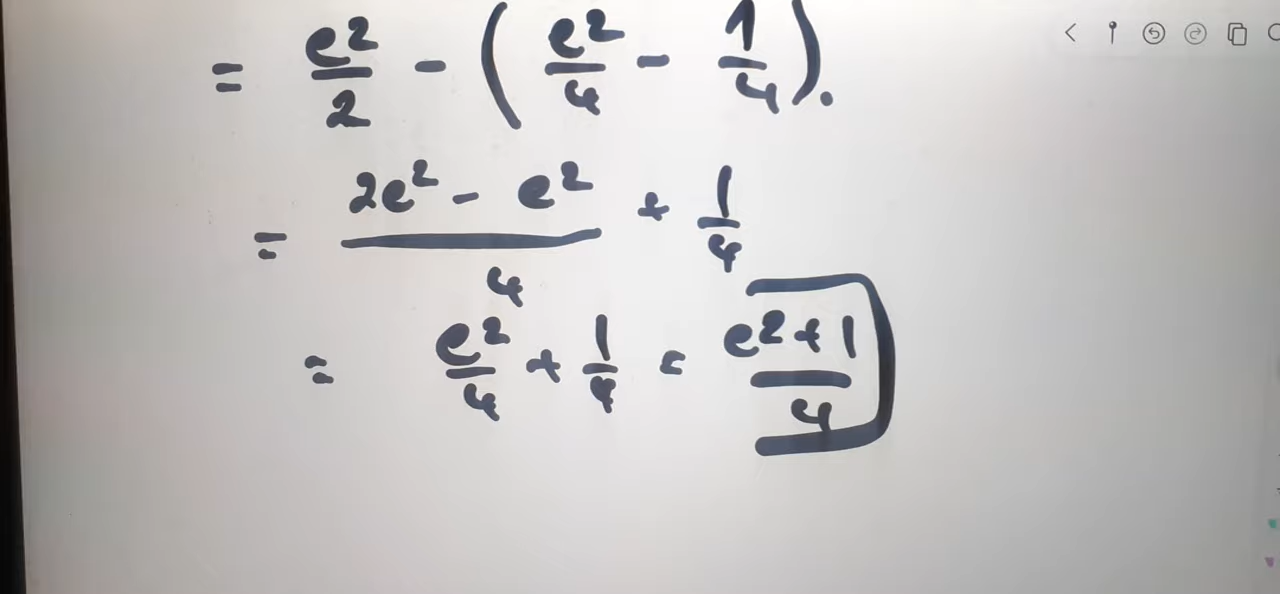 = e²/2 - (e²/4 - 1/4).
= (2e² - e²)/4 + 1/4
= e²/4 + 1/4 = (e² + 1)/4